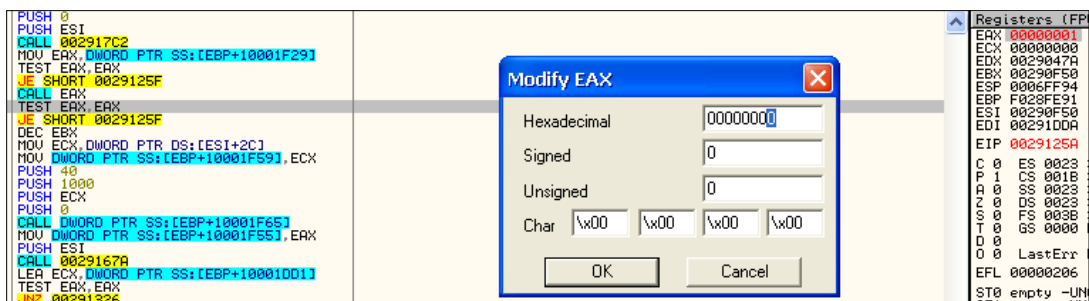 PUSH 0
PUSH ESI
CALL 002917C2
MOV EAX,DWORD PTR SS:[EBP+10001F29]
TEST EAX,EAX
JE SHORT 0029125F
CALL EAX
TEST EAX,EAX
JE SHORT 0029125F
DEC EBX
MOV ECX,DWORD PTR DS:[ESI+2C]
MOV DWORD PTR SS:[EBP+10001F59],ECX
PUSH 40
PUSH 1000
PUSH ECX
PUSH 0
CALL DWORD PTR SS:[EBP+10001F65]
MOV DWORD PTR SS:[EBP+10001F55],EAX
PUSH ESI
CALL 0029167A
LEA ECX,DWORD PTR SS:[EBP+10001DD1]
TEST EAX,EAX
JNZ 00291326
Modify EAX
Hexadecimal 00000000
Signed 0
Unsigned 0
Char \x00 \x00 \x00 \x00
OK Cancel
Registers (FP
EAX 00000001
ECX 00000000
EDX 0029047A
EBX 00290F50
ESP 0006FF94
EBP F028FE91
ESI 00290F50
EDI 00291DDA
EIP 0029125A
C 0 ES 0023
P 1 CS 001B
A 0 SS 0023
Z 0 DS 0023
S 0 FS 003B
T 0 GS 0000
D 0
O 0 LastErr
EFL 00000206
ST0 empty -UN